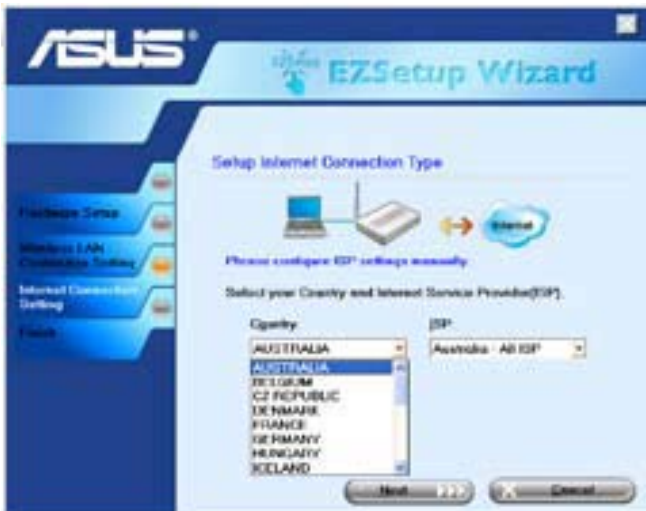 ASUS
EZSetup Wizard
Setup Internet Connection Type
Hardware Setup
Wireless LAN
Connection Setting
Internet Connection
Setting
Finish
Internet
Please configure ISP settings manually.
Select your Country and Internet Service Provider(ISP).
Country
ISP
AUSTRALIA
Australia - All ISP
AUSTRALIA
BELGIUM
CZ REPUBLIC
DENMARK
FRANCE
GERMANY
HUNGARY
ICELAND
Next
Cancel